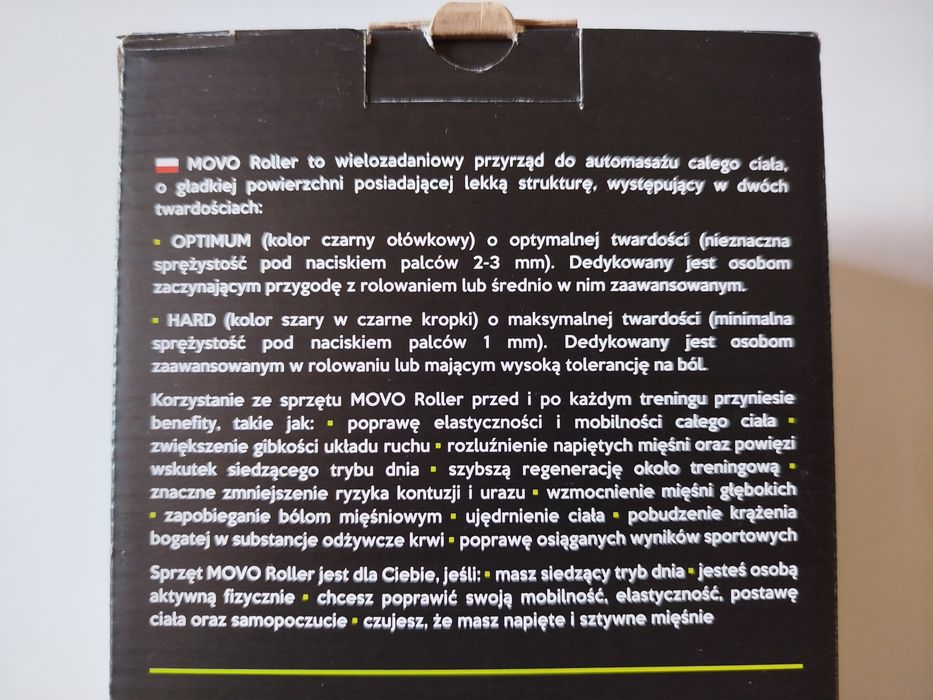 MOVO Roller to wielozadaniowy przyrząd do automasażu całego ciała,
o gładkiej powierzchni posiadającej lekką strukturę, występujący w dwóch
twardościach:
▪ OPTIMUM (kolor czarny ołówkowy) o optymalnej twardości (nieznaczna
sprężystość pod naciskiem palców 2-3 mm). Dedykowany jest osobom
zaczynającym przygodę z rolowaniem lub średnio w nim zaawansowanym.
▪ HARD (kolor szary w czarne kropki) o maksymalnej twardości (minimalna
sprężystość pod naciskiem palców 1 mm). Dedykowany jest osobom
zaawansowanym w rolowaniu lub mającym wysoką tolerancję na ból.
Korzystanie ze sprzętu MOVO Roller przed i po każdym treningu przyniesie
benefity, takie jak: ▪ poprawę elastyczności i mobilności całego ciała ▪
zwiększenie gibkości układu ruchu ▪ rozluźnienie napiętych mięśni oraz powięzi
wskutek siedzącego trybu dnia ▪ szybszą regenerację około treningową ▪
znaczne zmniejszenie ryzyka kontuzji i urazu ▪ wzmocnienie mięśni głębokich
▪ zapobieganie bólom mięśniowym ▪ ujędrnienie ciała ▪ pobudzenie krążenia
bogatej w substancje odżywcze krwi ▪ poprawę osiąganych wyników sportowych
Sprzęt MOVO Roller jest dla Ciebie, jeśli: ▪ masz siedzący tryb dnia ▪ jesteś osobą
aktywną fizycznie ▪ chcesz poprawić swoją mobilność, elastyczność, postawę
ciała oraz samopoczucie ▪ czujesz, że masz napięte i sztywne mięśnie